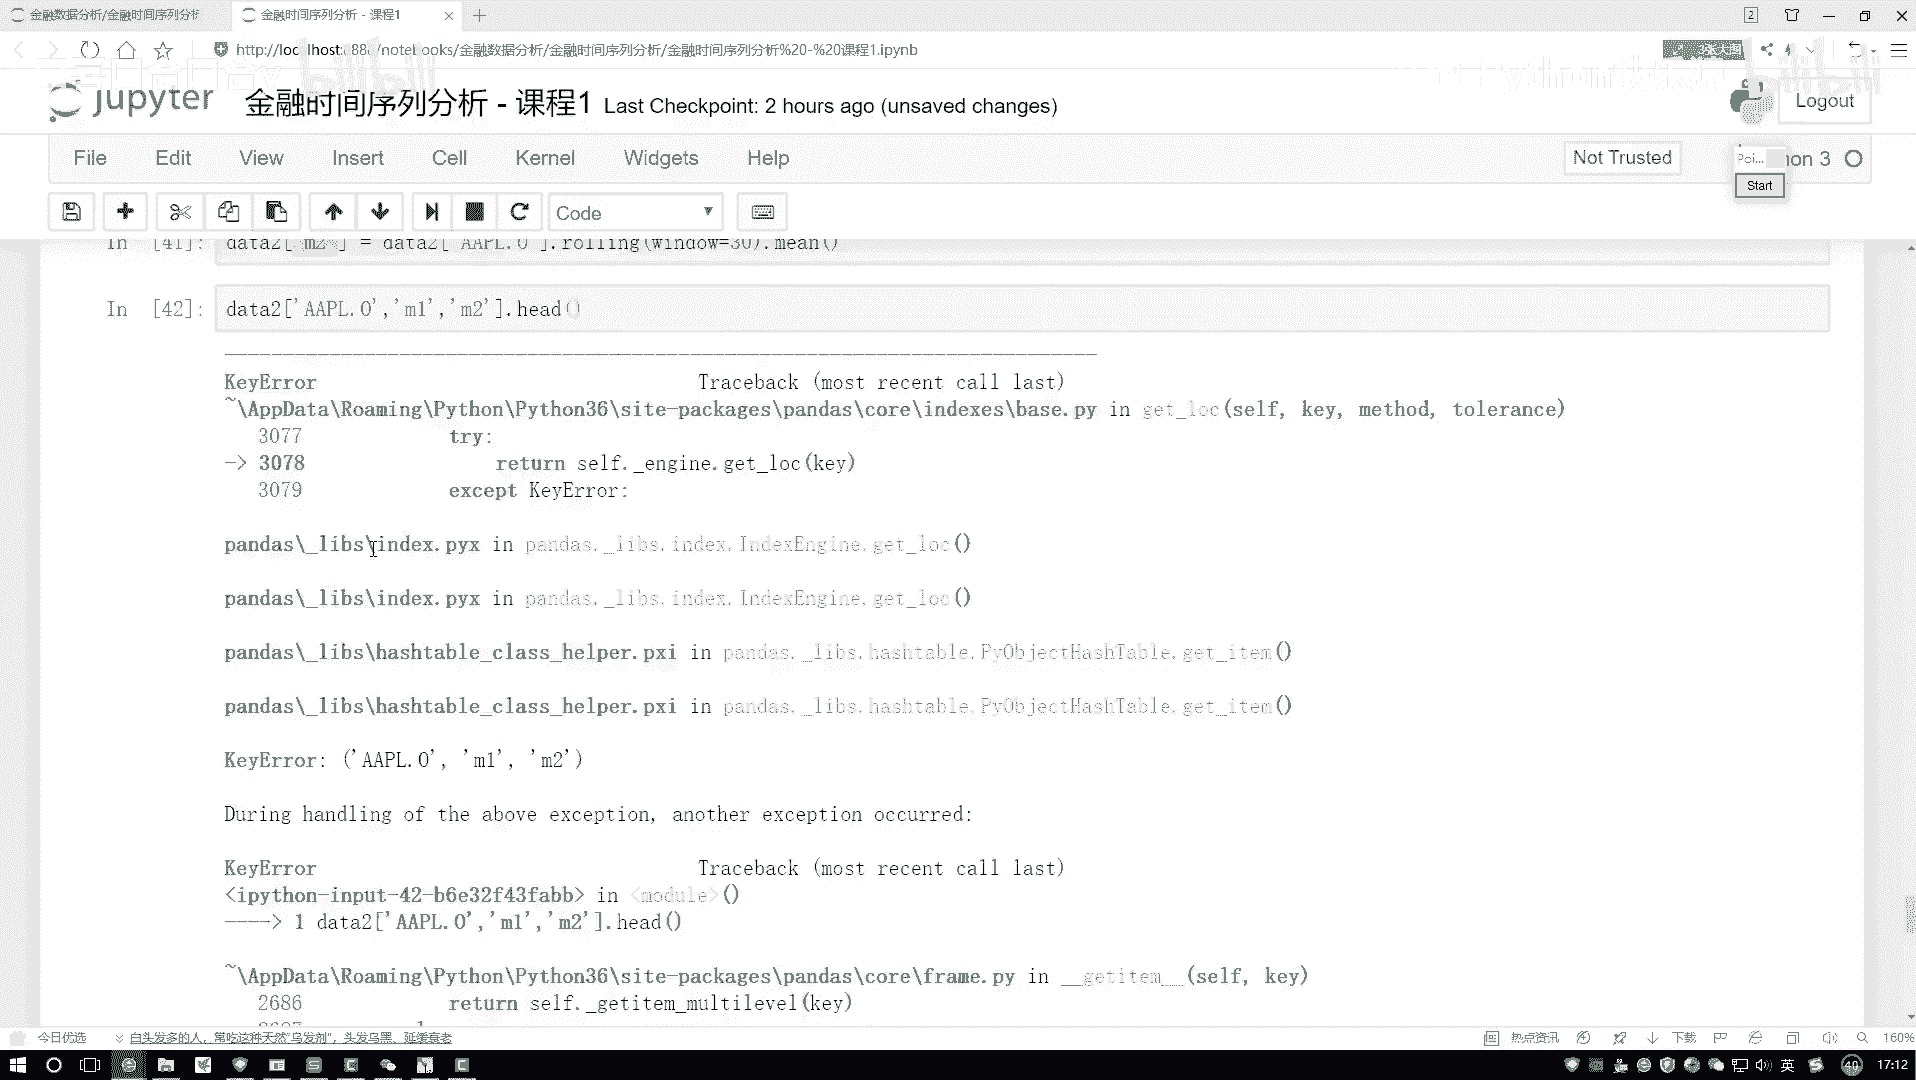 金融数据分析/金融时间序列分析
金融时间序列分析 - 课程1
2
http://localhost:888/notebooks/金融数据分析/金融时间序列分析/金融时间序列分析%20-%20课程1.ipynb
bilibili
bilibili
jupyter
金融时间序列分析 - 课程1 Last Checkpoint: 2 hours ago (unsaved changes)
Logout
File Edit View Insert Cell Kernel Widgets Help
Not Trusted
Poi...
hon 3
Start
Code
In [41]: data2['m2'] = data2['AAPL.O'].rolling(window=30).mean()
In [42]: data2['AAPL.O','m1','m2'].head()
KeyError Traceback (most recent call last)
~\AppData\Roaming\Python\Python36\site-packages\pandas\core\indexes\base.py in get_loc(self, key, method, tolerance)
3077 try:
-> 3078 return self._engine.get_loc(key)
3079 except KeyError:
pandas\_libs\index.pyx in pandas._libs.index.IndexEngine.get_loc()
pandas\_libs\index.pyx in pandas._libs.index.IndexEngine.get_loc()
pandas\_libs\hashtable_class_helper.pxi in pandas._libs.hashtable.PyObjectHashTable.get_item()
pandas\_libs\hashtable_class_helper.pxi in pandas._libs.hashtable.PyObjectHashTable.get_item()
KeyError: ('AAPL.O', 'm1', 'm2')
During handling of the above exception, another exception occurred:
KeyError Traceback (most recent call last)
<ipython-input-42-b6e32f43fabb> in <module>()
----> 1 data2['AAPL.O','m1','m2'].head()
~\AppData\Roaming\Python\Python36\site-packages\pandas\core\frame.py in __getitem__(self, key)
2686 return self._getitem_multilevel(key)
今日优选
白头发多的人，常吃这种天然"乌发剂"，头发乌黑、延缓衰老
热点资讯
下载
160%
英
40
17:12